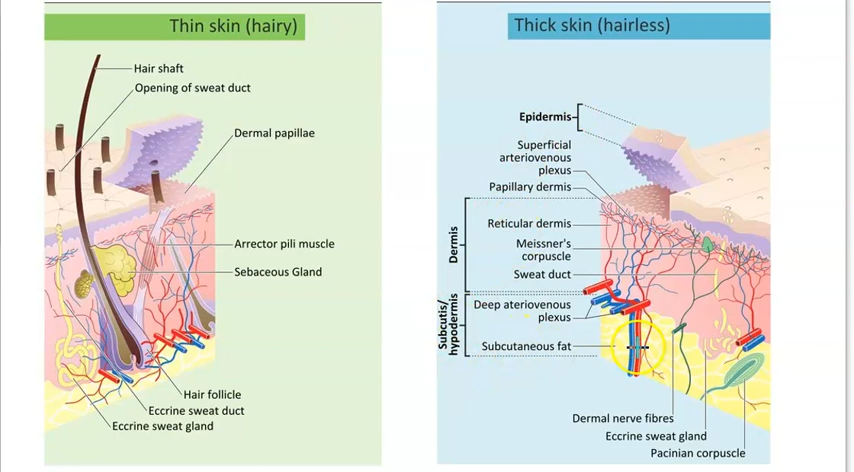 Thin skin (hairy)
Hair shaft
Opening of sweat duct
Dermal papillae
Arrector pili muscle
Sebaceous Gland
Hair follicle
Eccrine sweat duct
Eccrine sweat gland
Thick skin (hairless)
Epidermis
Superficial
arteriovenous
plexus
Papillary dermis
Dermis
Reticular dermis
Meissner's
corpuscle
Sweat duct
Subcutis/
hypodermis
Deep ateriovenous
plexus
Subcutaneous fat
Dermal nerve fibres
Eccrine sweat gland
Pacinian corpuscle